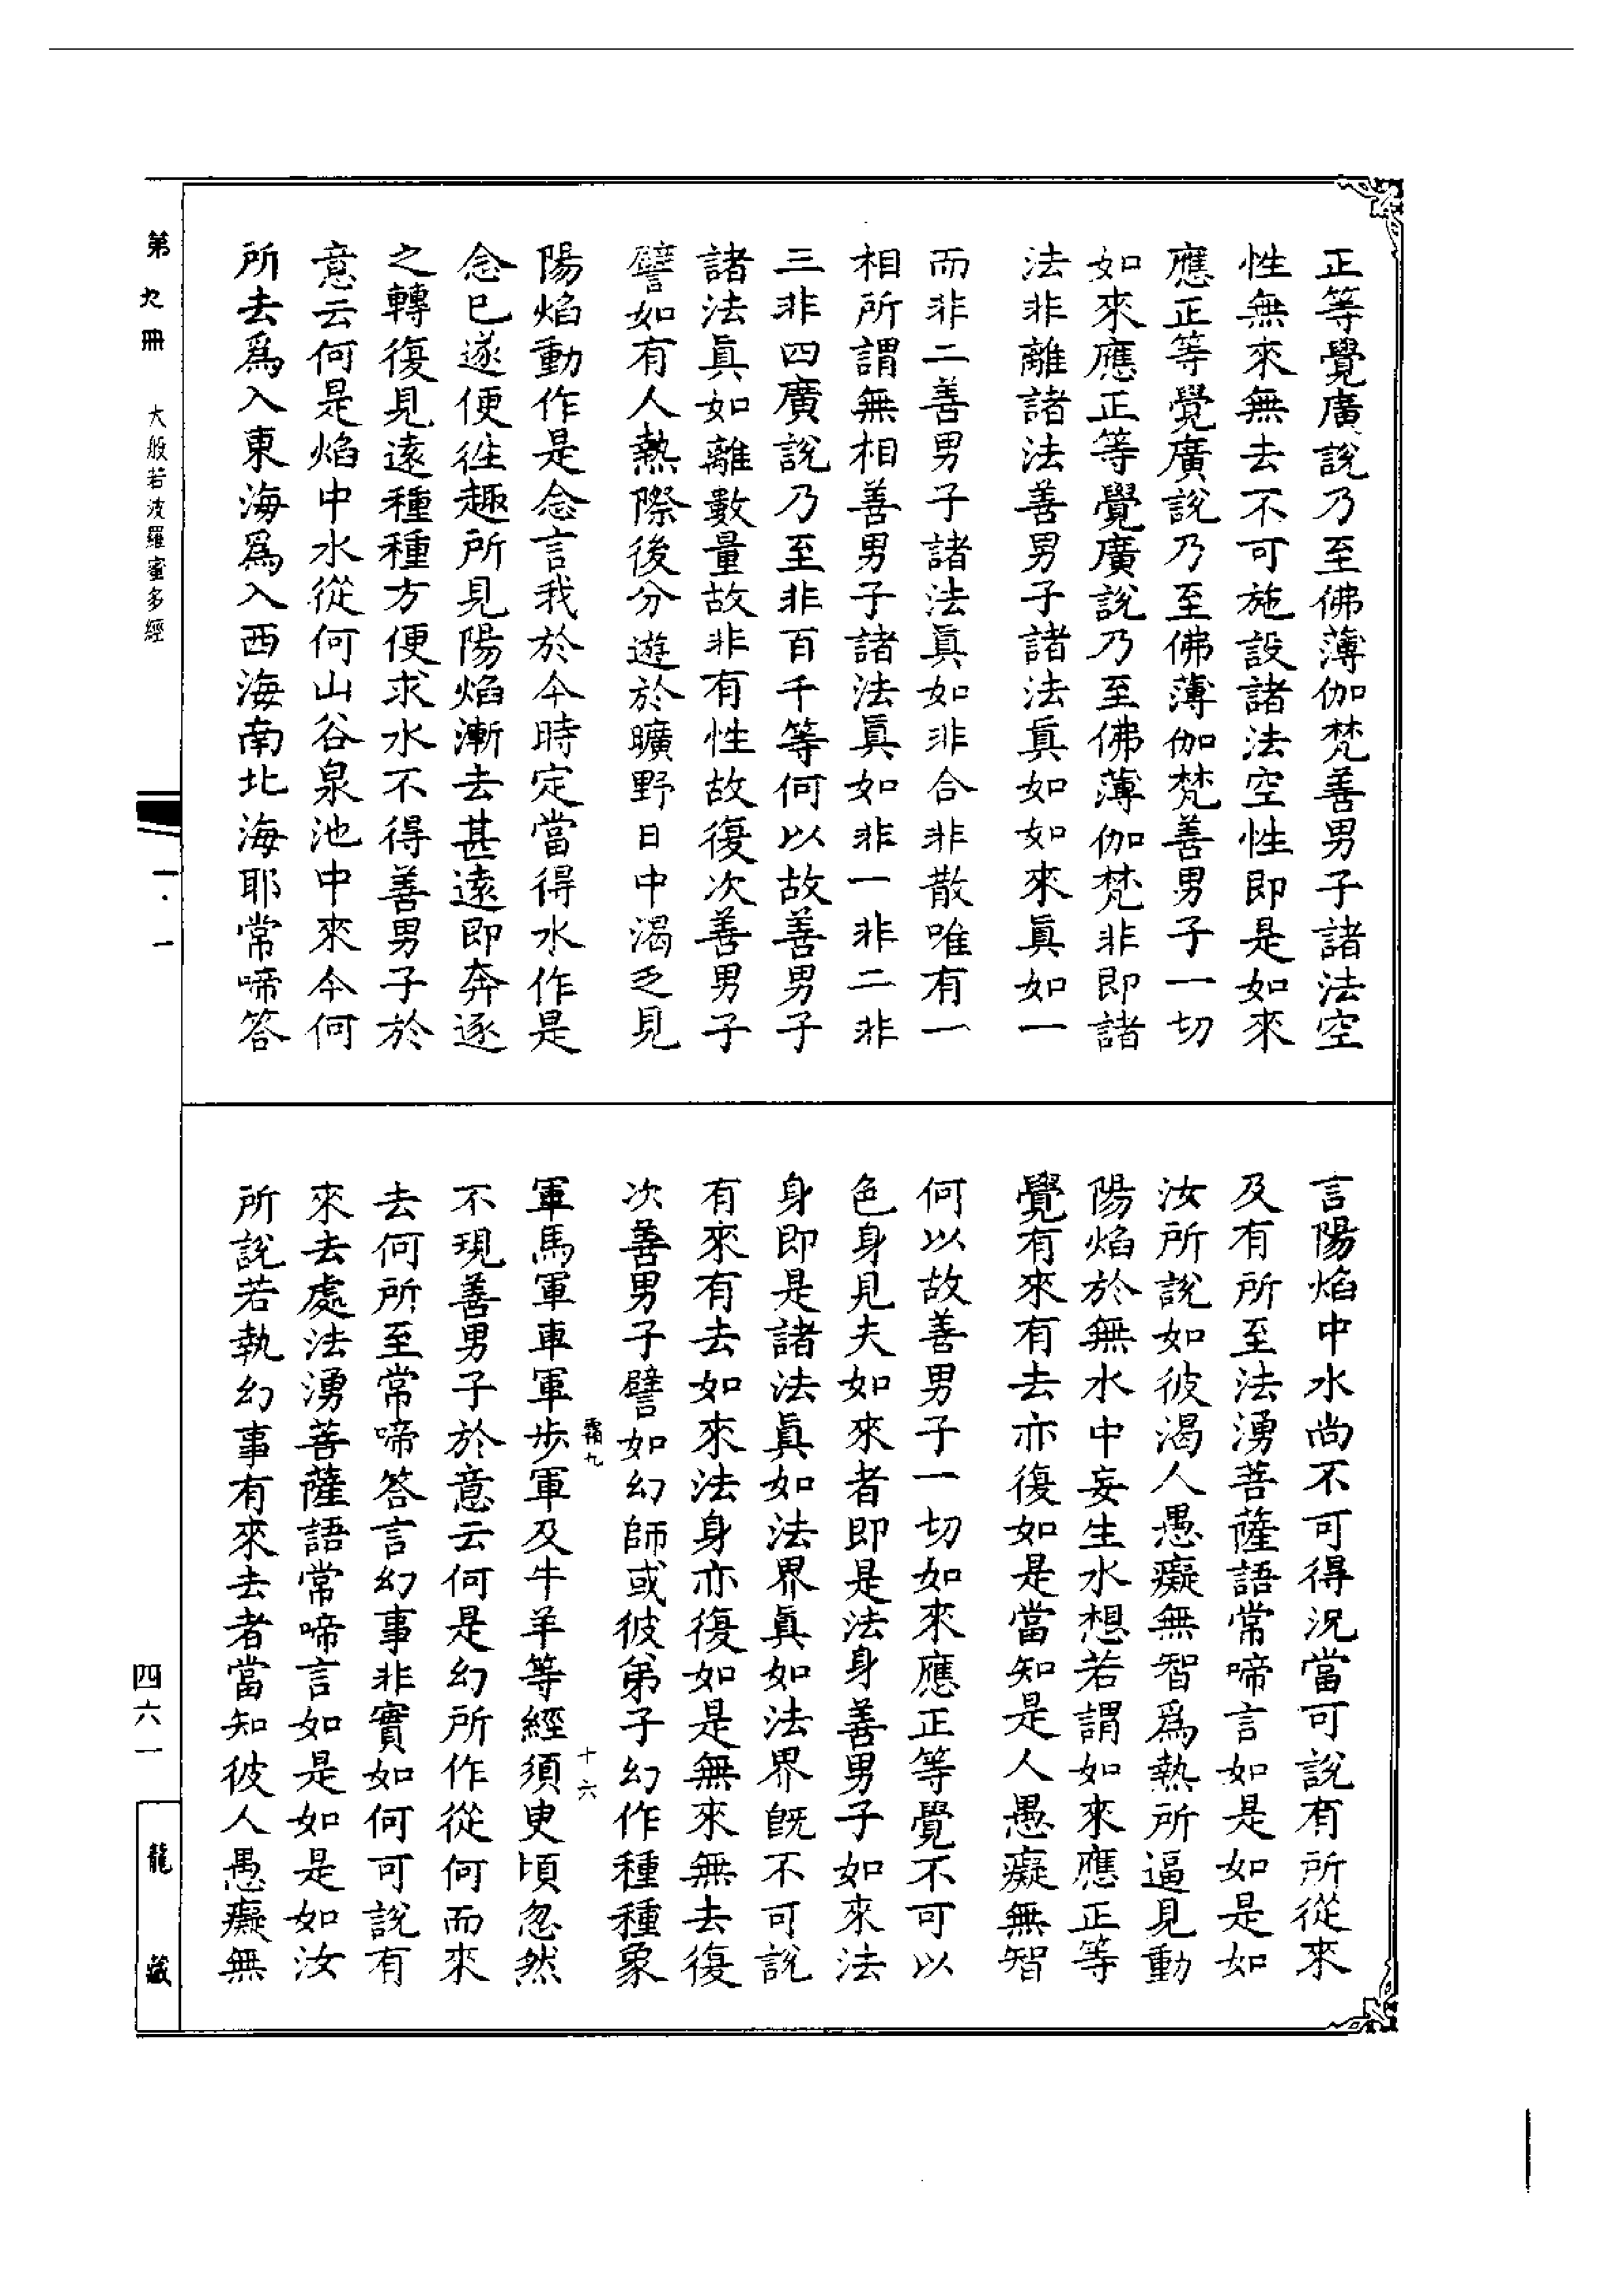 正等覺廣說乃至佛薄伽梵善男子諸法空
性無來無去不可施設諸法空性即是如來
應正等覺廣說乃至佛薄伽梵善男子一切
如來應正等覺廣說乃至佛薄伽梵非即諸
法非離諸法善男子諸法真如如來真如一
而非二善男子諸法真如非合非散唯有一
相所謂無相善男子諸法真如非一非二非
三非四廣說乃至非百千等何以故善男子
諸法真如離數量故非有性故復次善男子
譬如有人熱際後分遊於曠野日中渴乏見
陽焰動作是念言我於今時定當得水作是
念已遂便往趣所見陽焰漸去甚遠即奔逐
之轉復見遠種種方便求水不得善男子於
意云何是焰中水從何山谷泉池中來今何
所去為入東海為入西海南北海耶常啼答
言陽焰中水尚不可得況當可說有所從來
及有所至法湧菩薩語常啼言如是如是如
汝所說如彼渴人愚癡無智為熱所逼見動
陽焰於無水中妄生水想若謂如來應正等
覺有來有去亦復如是當知是人愚癡無智
何以故善男子一切如來應正等覺不可以
色身見夫如來者即是法身善男子如來法
身即是諸法真如法界真如法界既不可說
有來有去如來法身亦復如是無來無去復
次善男子譬如幻師或彼弟子幻作種種象
霜九 十六
軍馬軍車軍步軍及牛羊等經須臾頃忽然
不現善男子於意云何是幻所作從何而來
去何所至常啼答言幻事非實如何可說有
來去處法湧菩薩語常啼言如是如是如汝
所說若執幻事有來去者當知彼人愚癡無
第九冊 大般若波羅蜜多經
一·一
四六一
龍藏